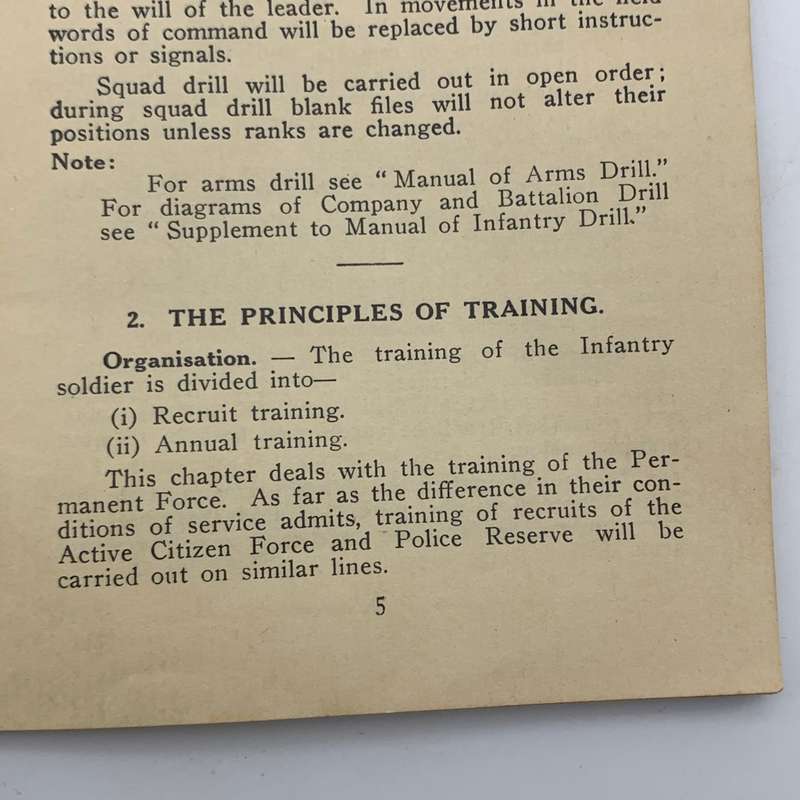 to the will of the leader. In movements in the field
words of command will be replaced by short instruc-
tions or signals.
Squad drill will be carried out in open order;
during squad drill blank files will not alter their
positions unless ranks are changed.
Note:
For arms drill see “Manual of Arms Drill.”
For diagrams of Company and Battalion Drill
see “Supplement to Manual of Infantry Drill.”
2. THE PRINCIPLES OF TRAINING.
Organisation. — The training of the Infantry
soldier is divided into—
(i) Recruit training.
(ii) Annual training.
This chapter deals with the training of the Per-
manent Force. As far as the difference in their con-
ditions of service admits, training of recruits of the
Active Citizen Force and Police Reserve will be
carried out on similar lines.
5